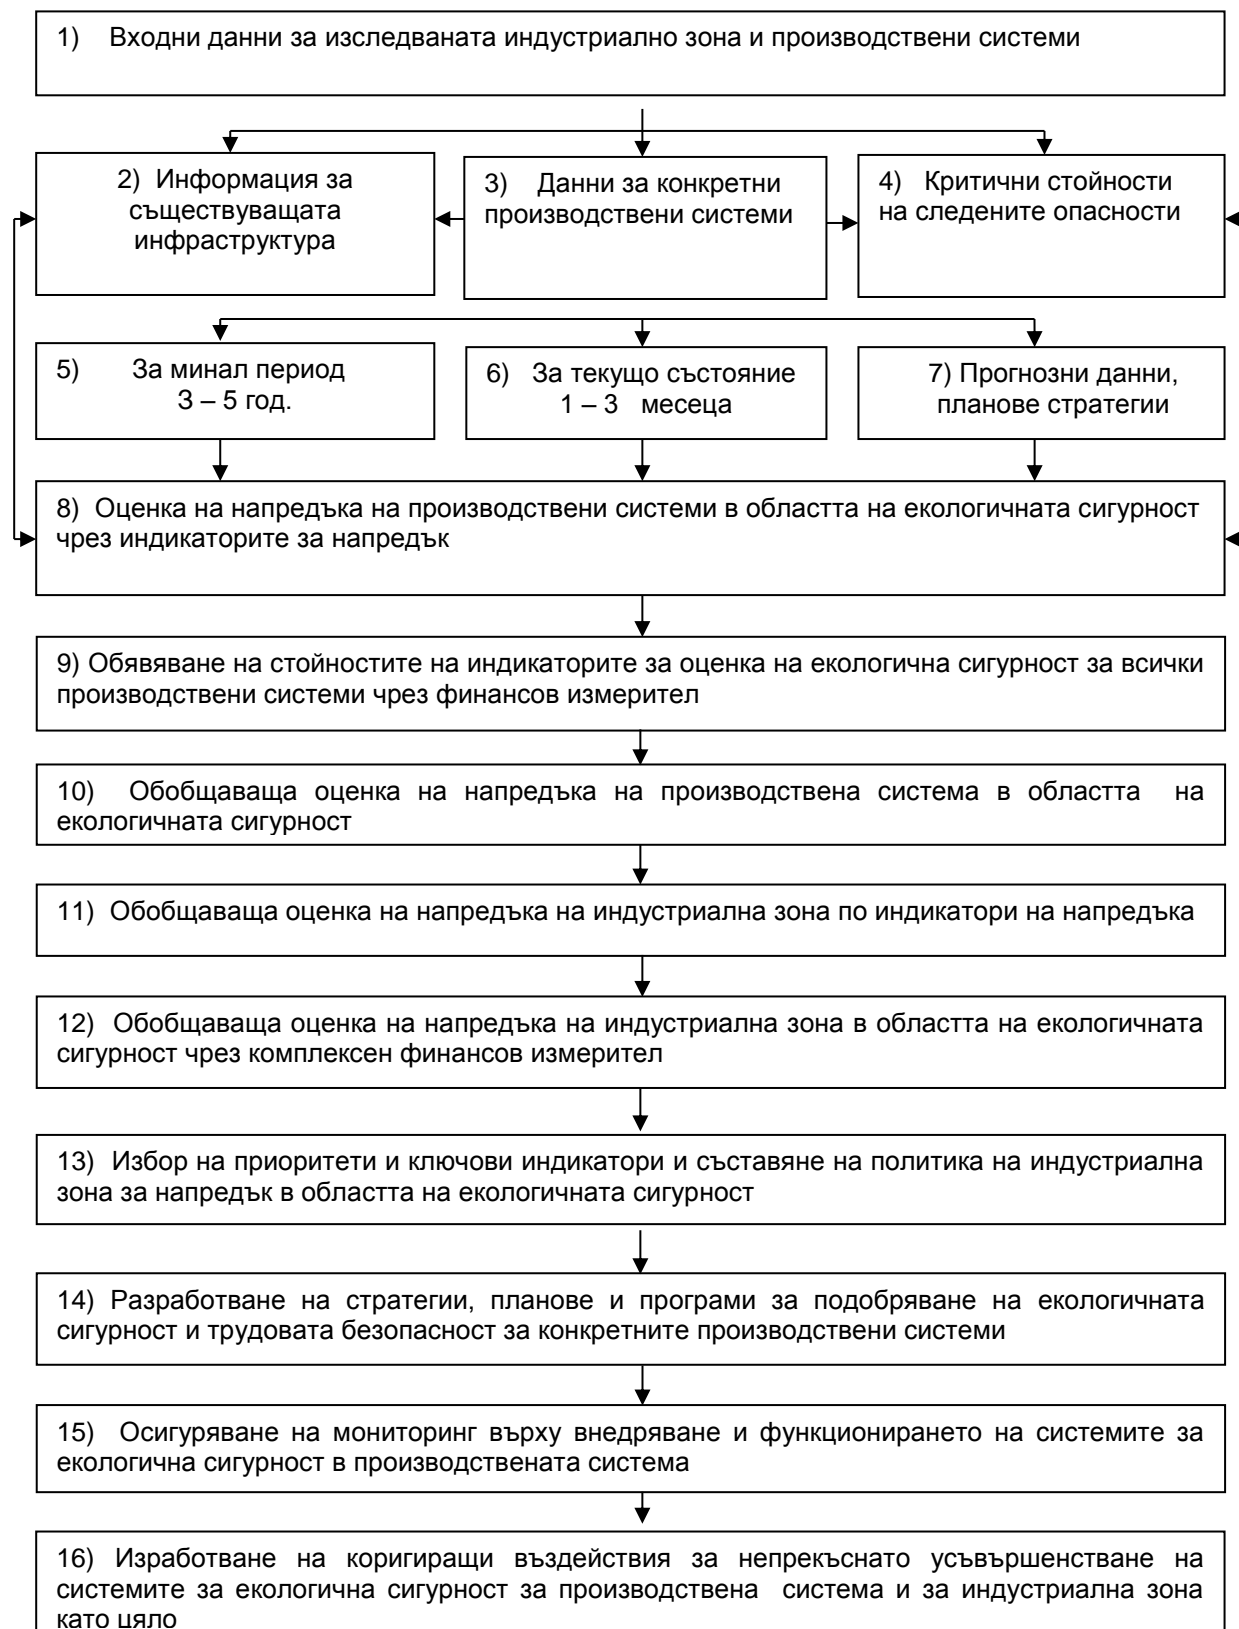 1) Входни данни за изследваната индустриално зона и производствени системи
2) Информация за
съществуващата
инфраструктура
3) Данни за конкретни
производствени системи
4) Критични стойности
на следените опасности
5) За минал период
3 – 5 год.
6) За текущо състояние
1 – 3 месеца
7) Прогнозни данни,
планове стратегии
8) Оценка на напредъка на производствени системи в областта на екологичната сигурност
чрез индикаторите за напредък
9) Обявяване на стойностите на индикаторите за оценка на екологична сигурност за всички
производствени системи чрез финансов измерител
10) Обобщаваща оценка на напредъка на производствена система в областта на
екологичната сигурност
11) Обобщаваща оценка на напредъка на индустриална зона по индикатори на напредъка
12) Обобщаваща оценка на напредъка на индустриална зона в областта на екологичната
сигурност чрез комплексен финансов измерител
13) Избор на приоритети и ключови индикатори и съставяне на политика на индустриална
зона за напредък в областта на екологичната сигурност
14) Разработване на стратегии, планове и програми за подобряване на екологичната
сигурност и трудовата безопасност за конкретните производствени системи
15) Осигуряване на мониторинг върху внедряване и функционирането на системите за
екологична сигурност в производствената система
16) Изработване на коригиращи въздействия за непрекъснато усъвършенстване на
системите за екологична сигурност за производствена система и за индустриална зона
като цяло